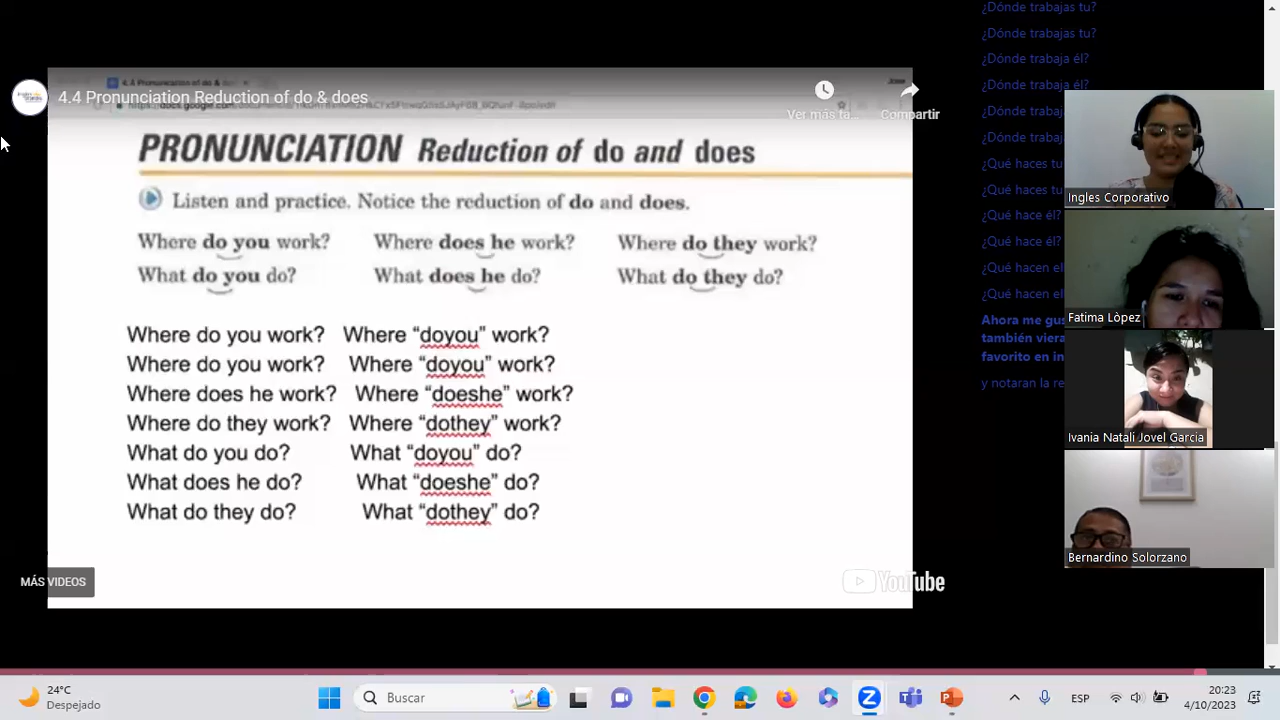 4.4 Pronunciation Reduction of do & does
Ver más ta...
Compartir
PRONUNCIATION Reduction of do and does
Listen and practice. Notice the reduction of do and does.
Where do you work? Where does he work? Where do they work?
What do you do? What does he do? What do they do?
Where do you work? Where "doyou" work?
Where do you work? Where "doyou" work?
Where does he work? Where "doeshe" work?
Where do they work? Where "dothey" work?
What do you do? What "doyou" do?
What does he do? What "doeshe" do?
What do they do? What "dothey" do?
MÁS VIDEOS
YouTube
¿Dónde trabajas tu?
¿Dónde trabajas tu?
¿Dónde trabaja él?
¿Dónde trabaja él?
¿Dónde trabaj
¿Dónde trabaj
¿Qué haces tu
¿Qué haces tu
¿Qué hace él?
¿Qué hace él?
¿Qué hacen el
¿Qué hacen el
Ahora me gus
también viera
favorito en in
y notaran la re
Ingles Corporativo
Fatima López
Ivania Natali Jovel Garcia
Bernardino Solorzano
24°C
Despejado
Buscar
ESP
20:23
4/10/2023